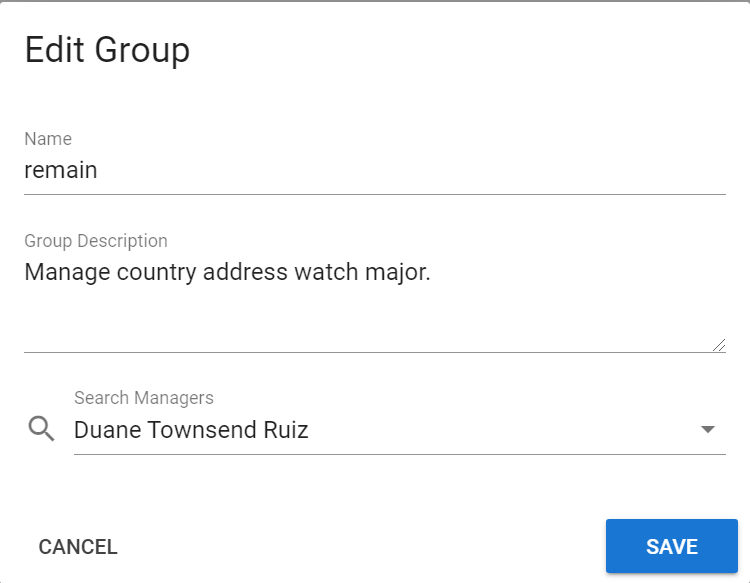 Edit Group
Name
remain
Group Description
Manage country address watch major.
Search Managers
Duane Townsend Ruiz
CANCEL
SAVE